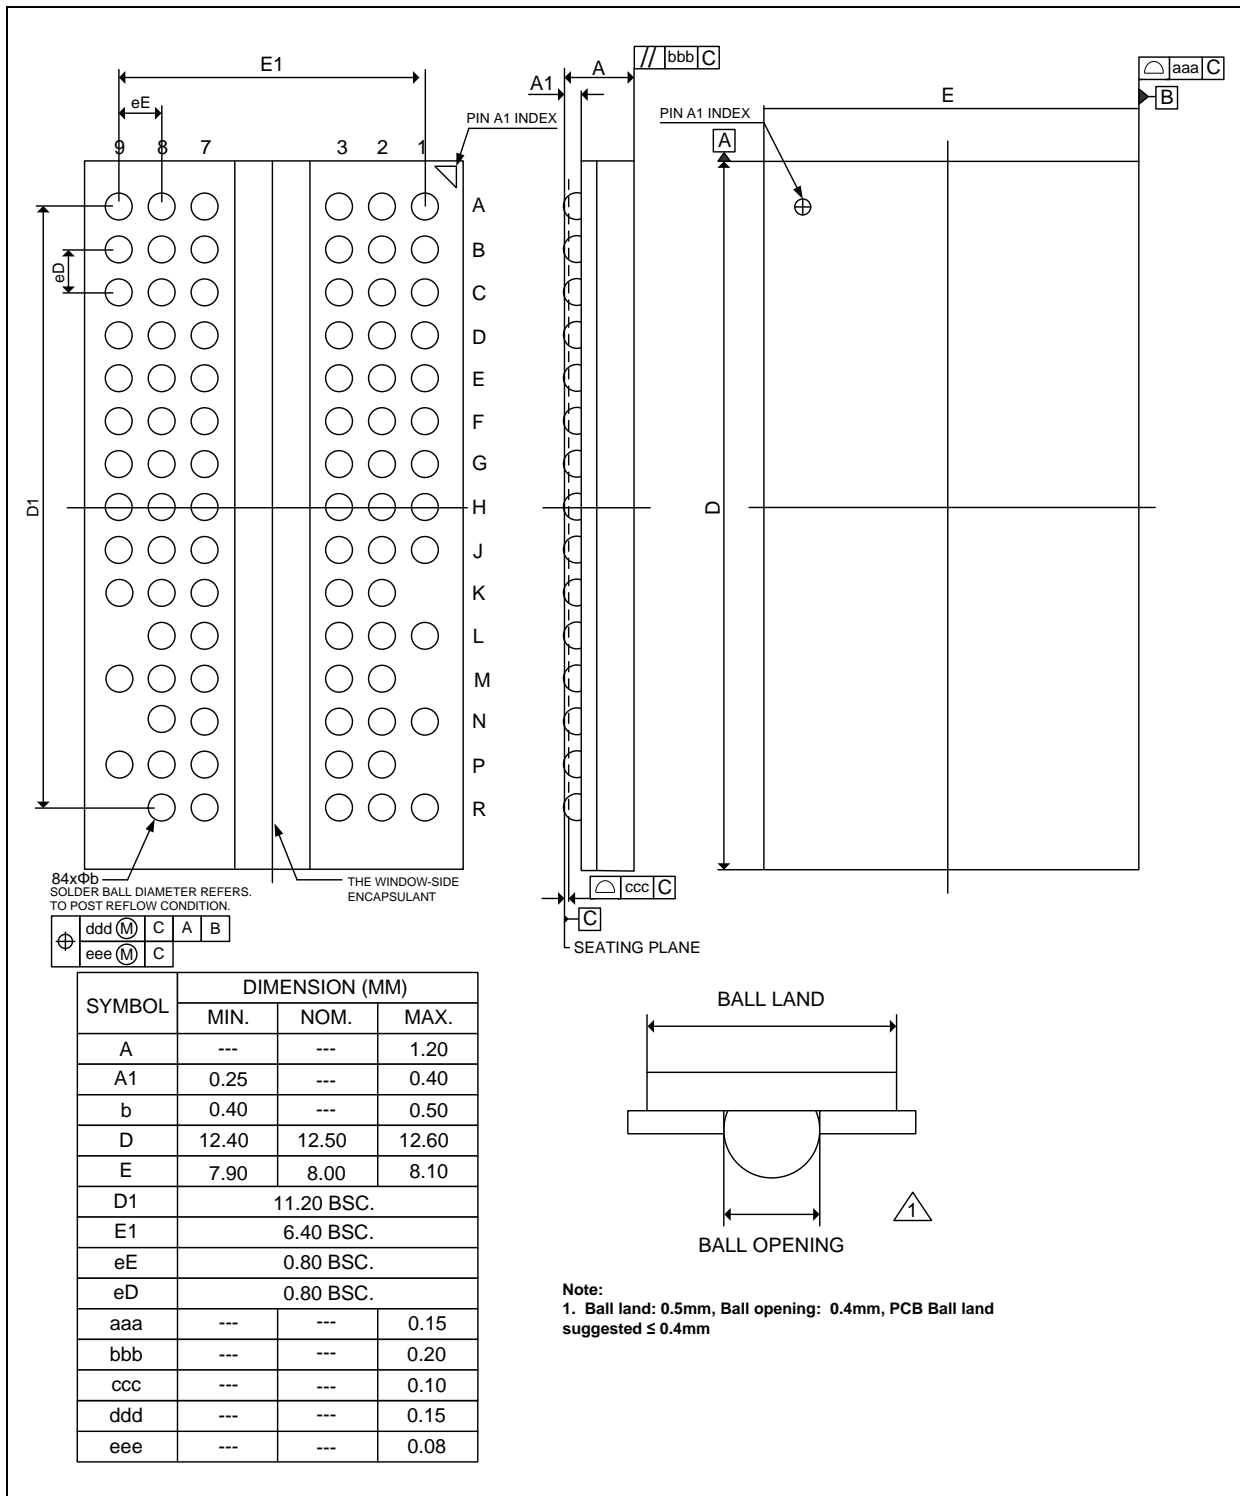 E1
A
// bbb C
aaa C
A1
E
B
eE
PIN A1 INDEX
PIN A1 INDEX
A
9 8 7 3 2 1
A
B
eD
C
D
E
F
G
D1
H
D
J
K
L
M
N
P
R
84xΦb
SOLDER BALL DIAMETER REFERS.
TO POST REFLOW CONDITION.
THE WINDOW-SIDE
ENCAPSULANT
ccc C
C
SEATING PLANE
ddd Ⓜ C A B
eee Ⓜ C
SYMBOL DIMENSION (MM)
MIN. NOM. MAX.
A --- --- 1.20
A1 0.25 --- 0.40
b 0.40 --- 0.50
D 12.40 12.50 12.60
E 7.90 8.00 8.10
D1 11.20 BSC.
E1 6.40 BSC.
eE 0.80 BSC.
eD 0.80 BSC.
aaa --- --- 0.15
bbb --- --- 0.20
ccc --- --- 0.10
ddd --- --- 0.15
eee --- --- 0.08
BALL LAND
1
BALL OPENING
Note:
1. Ball land: 0.5mm, Ball opening: 0.4mm, PCB Ball land
suggested ≤ 0.4mm